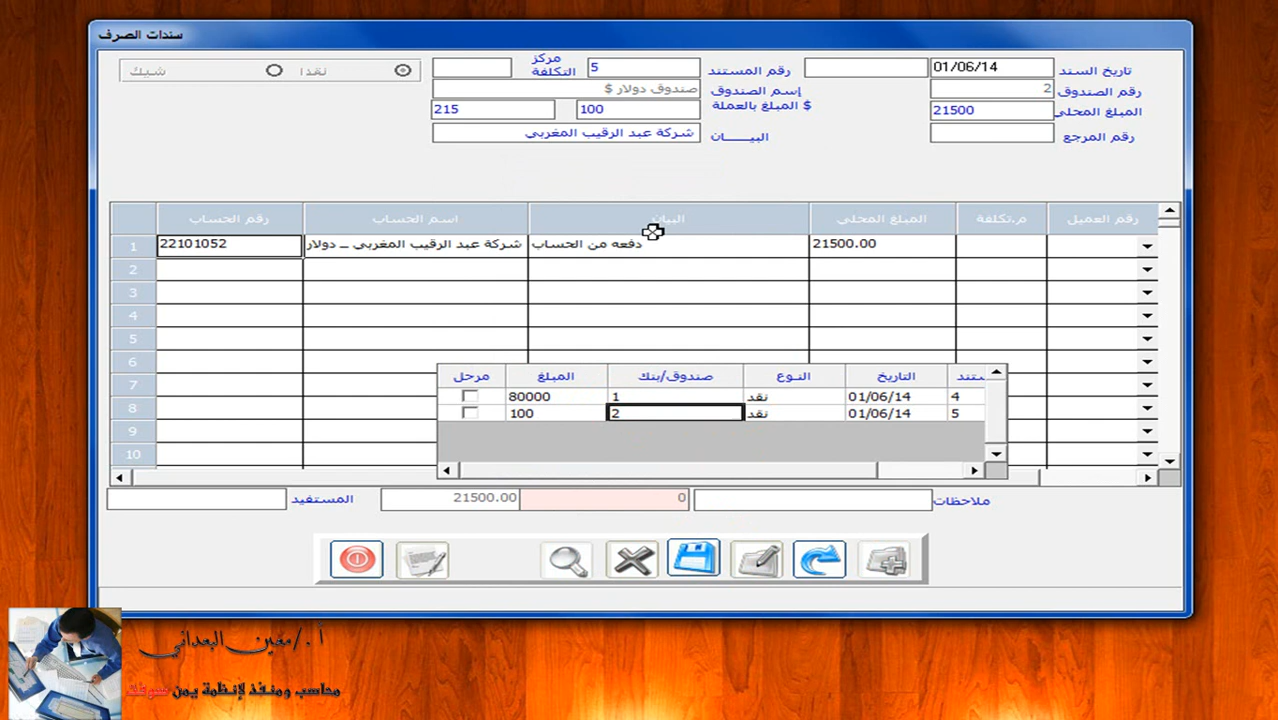 سندات الصرف
تاريخ السند 01/06/14 رقم المستند 5 مركز التكلفة نقدا شيك
رقم الصندوق 2 إسم الصندوق صندوق دولار $
المبلغ المحلي 21500 $ المبلغ بالعملة 100 215
رقم المرجع البيــــــان شركة عبد الرقيب المغربي
رقم الحساب اسم الحساب البيان المبلغ المحلي م.تكلفة رقم العميل
1 22101052 شركة عبد الرقيب المغربي _ دولار دفعه من الحساب 21500.00
2
3
4
5
6
7
8
9
10
مرحل المبلغ صندوق/بنك النوع التاريخ ستند
80000 1 نقد 01/06/14 4
100 2 نقد 01/06/14 5
ملاحظات 0 21500.00 المستفيد
أ./معين البعداني
محاسب ومنفذ لإنظمة يمن سوفت